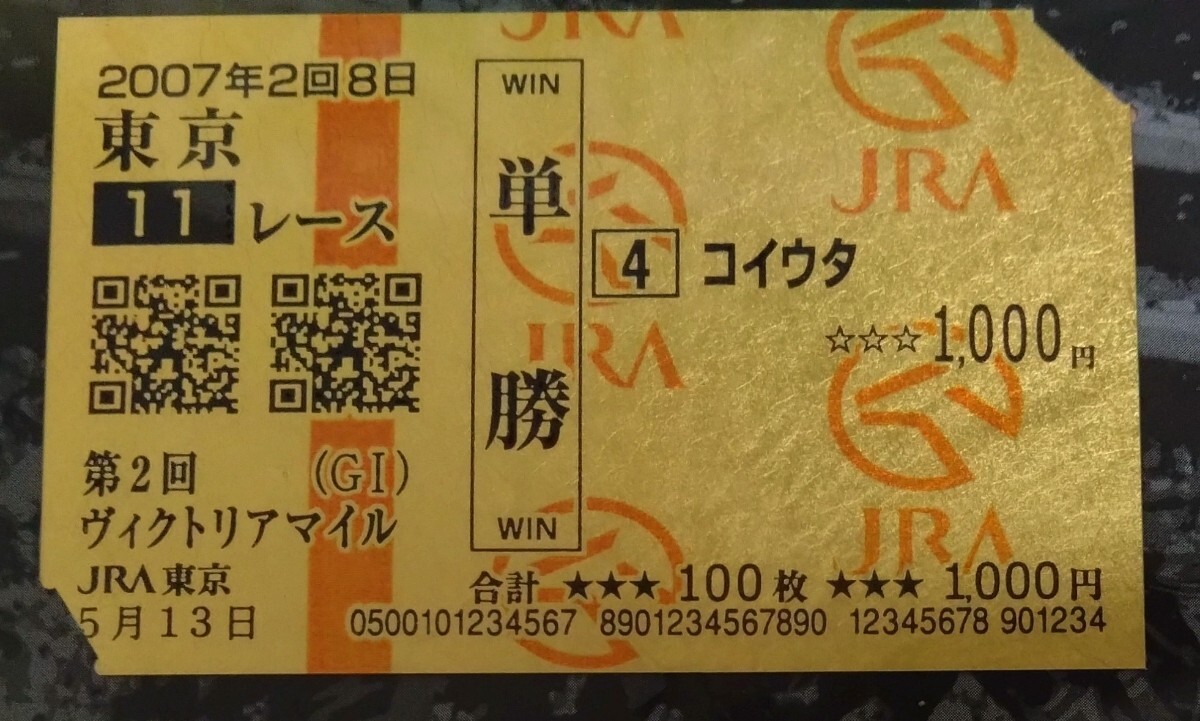 2007年2回8日
東京
11レース
第2回 (GI)
ヴィクトリアマイル
JRA東京
5月13日
WIN
単勝
WIN
4 コイウタ
☆☆☆1,000円
合計 ★★★100枚 ★★★1,000円
0500101234567 8901234567890 12345678 901234
JRA
JRA
JRA
JRA